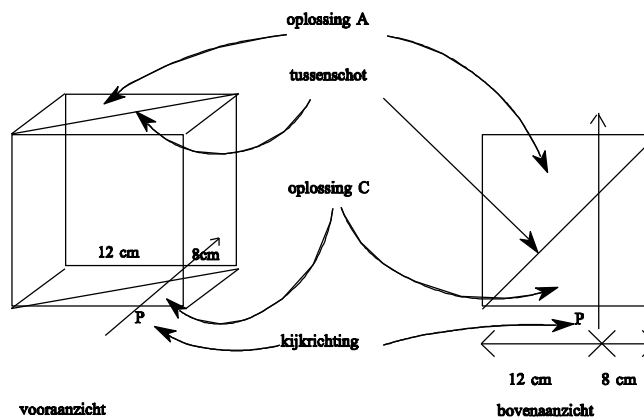 oplossing A
tussenschot
oplossing C
12 cm
8cm
P
P
kijkrichting
12 cm
8 cm
vooraanzicht
bovenaanzicht